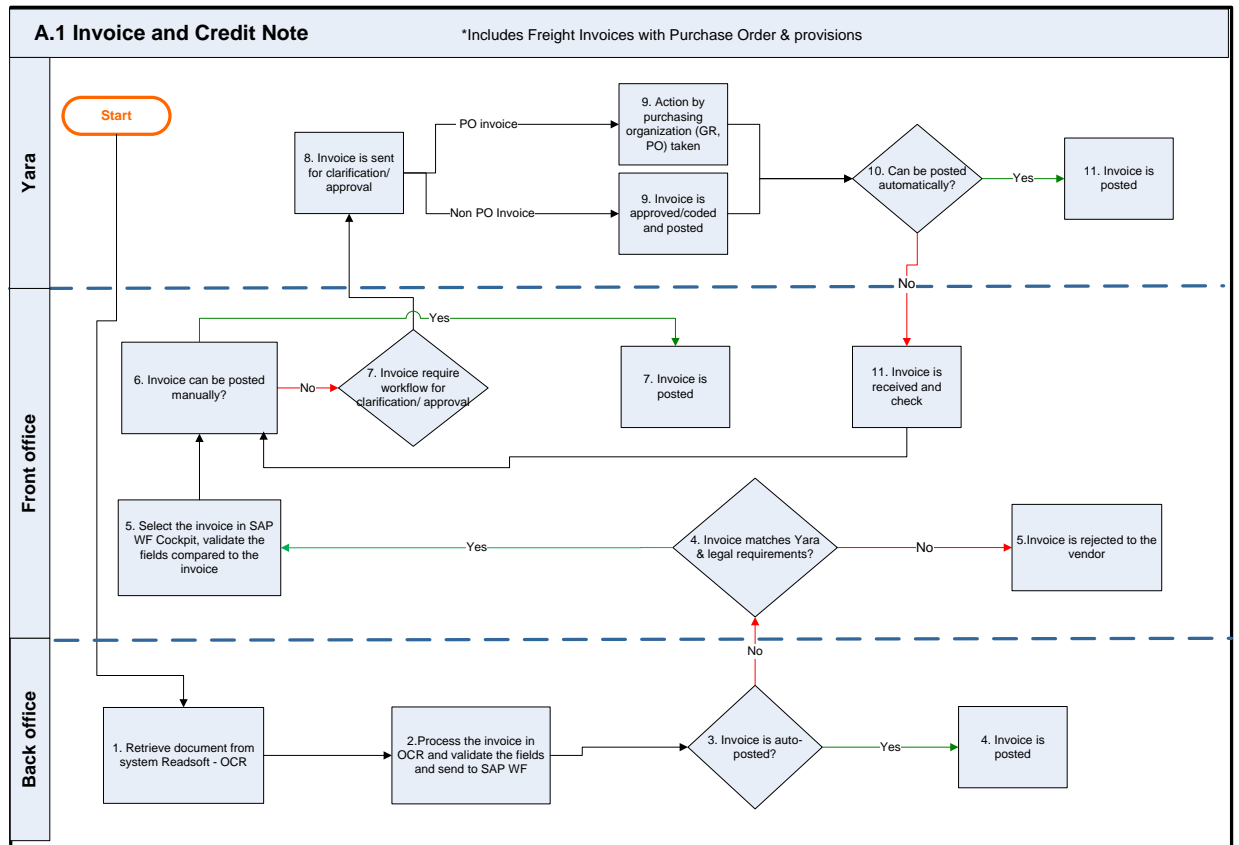 A.1 Invoice and Credit Note
*Includes Freight Invoices with Purchase Order & provisions
Yara
Start
8. Invoice is sent
for clarification/
approval
PO invoice
Non PO Invoice
9. Action by
purchasing
organization (GR,
PO) taken
9. Invoice is
approved/coded
and posted
10. Can be posted
automatically?
Yes
11. Invoice is
posted
No
Front office
Yes
6. Invoice can be posted
manually?
No
7. Invoice require
workflow for
clarification/ approval
7. Invoice is
posted
11. Invoice is
received and
check
5. Select the invoice in SAP
WF Cockpit, validate the
fields compared to the
invoice
Yes
4. Invoice matches Yara
& legal requirements?
No
5.Invoice is rejected to the
vendor
No
Back office
1. Retrieve document from
system Readsoft - OCR
2.Process the invoice in
OCR and validate the fields
and send to SAP WF
3. Invoice is auto-
posted?
Yes
4. Invoice is
posted